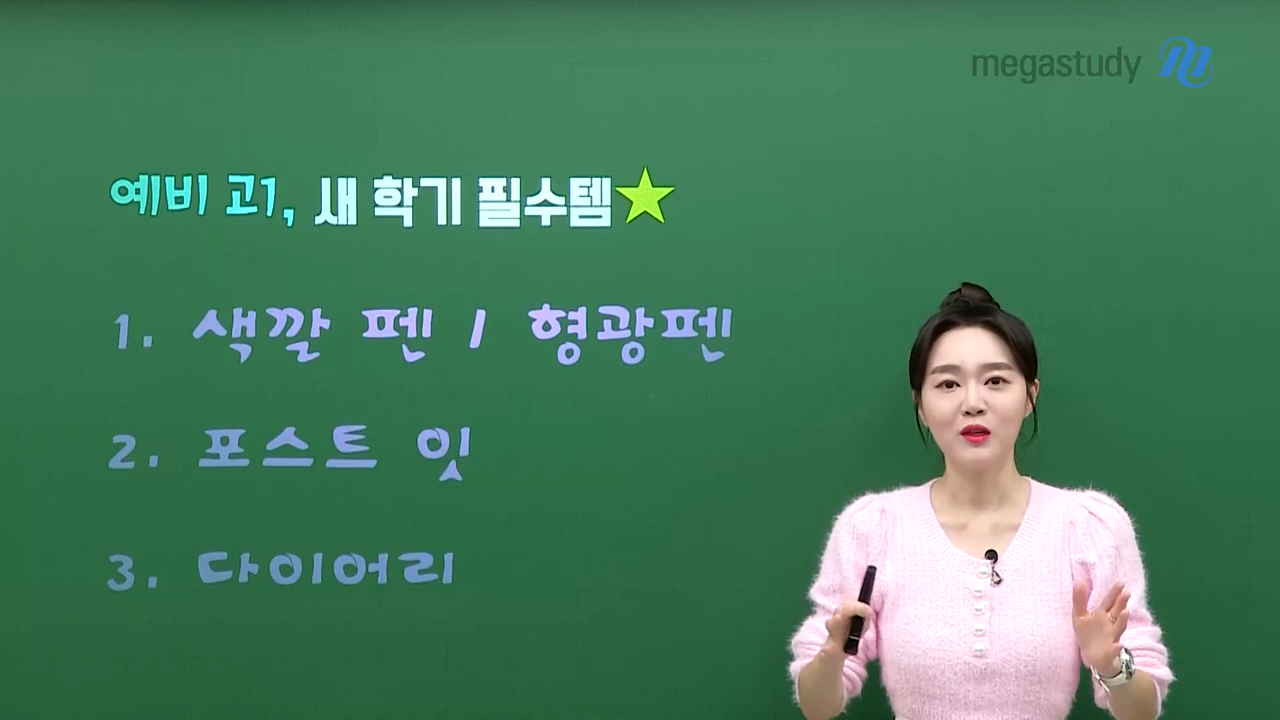 megastudy
예비 고1, 새 학기 필수템
1. 색깔 펜 / 형광펜
2. 포스트 잇
3. 다이어리